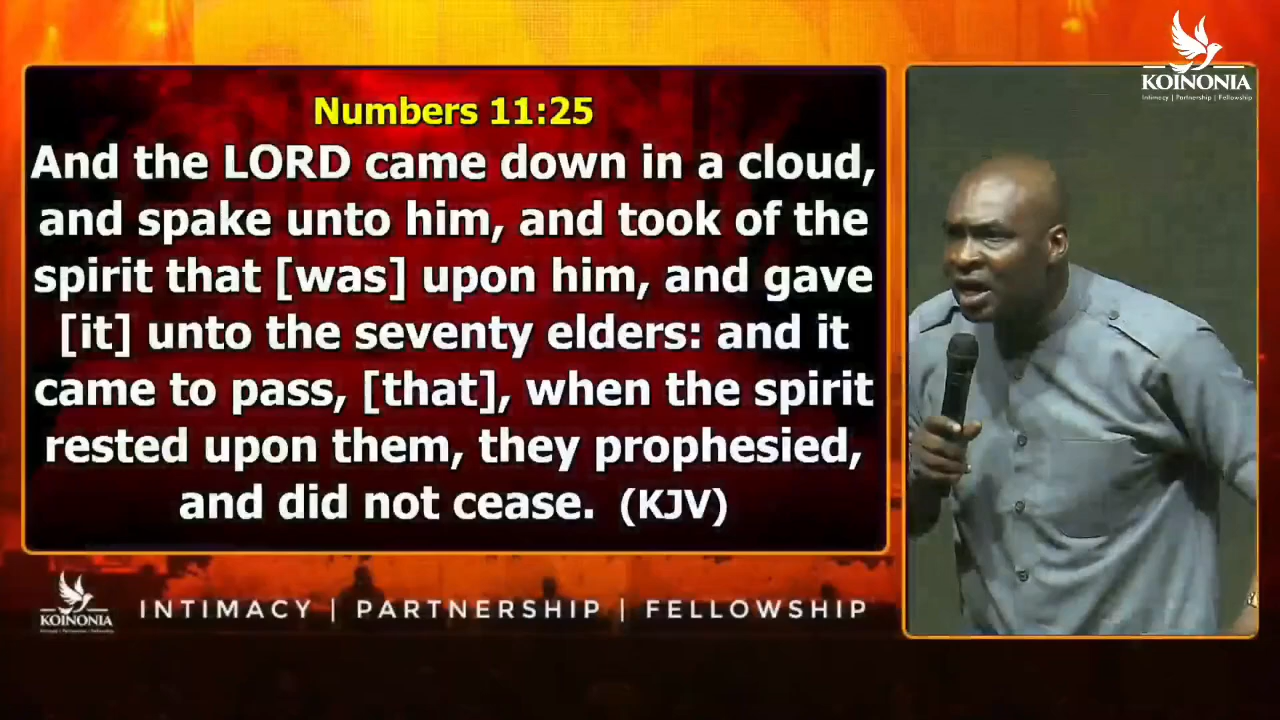 KOINONIA
Intimacy | Partnership | Fellowship
Numbers 11:25
And the LORD came down in a cloud,
and spake unto him, and took of the
spirit that [was] upon him, and gave
[it] unto the seventy elders: and it
came to pass, [that], when the spirit
rested upon them, they prophesied,
and did not cease. (KJV)
KOINONIA
Intimacy | Partnership | Fellowship
INTIMACY | PARTNERSHIP | FELLOWSHIP